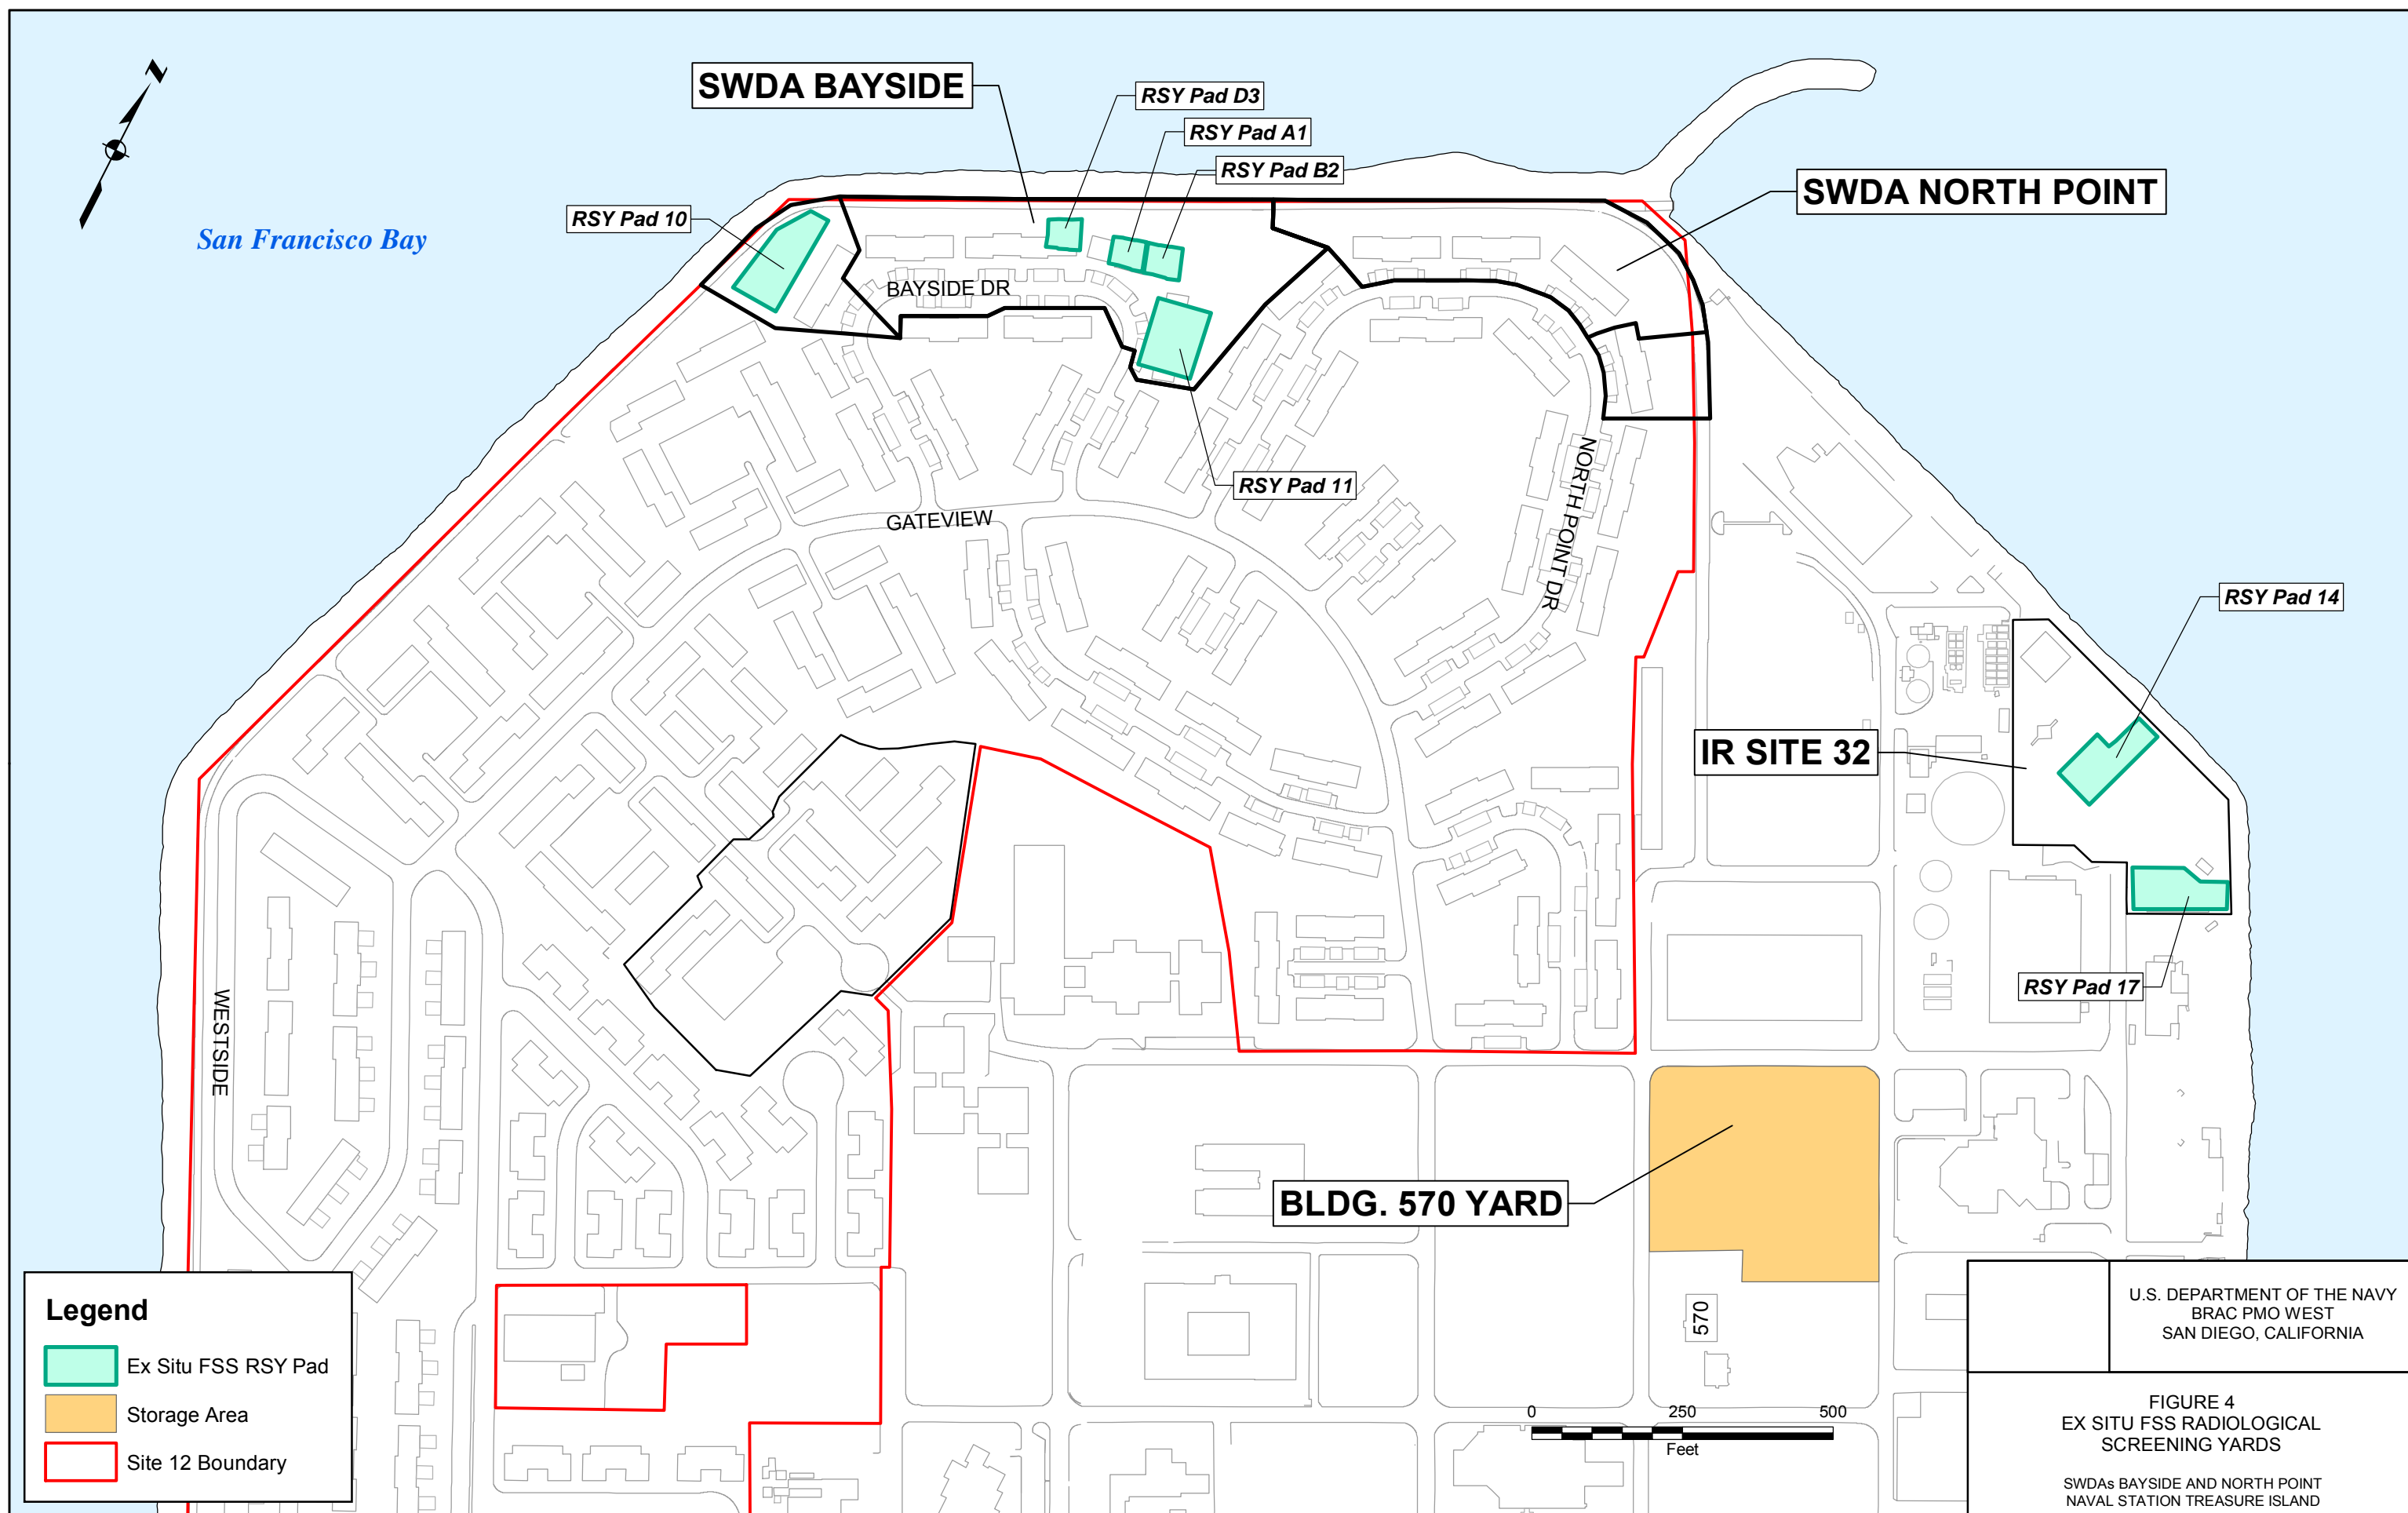 N
SWDA BAYSIDE
RSY Pad D3
RSY Pad A1
RSY Pad B2
SWDA NORTH POINT
RSY Pad 10
San Francisco Bay
BAYSIDE DR
RSY Pad 11
GATEVIEW
NORTH POINT DR
RSY Pad 14
IR SITE 32
RSY Pad 17
WESTSIDE
BLDG. 570 YARD
570
Legend
Ex Situ FSS RSY Pad
Storage Area
Site 12 Boundary
0 250 500
Feet
U.S. DEPARTMENT OF THE NAVY
BRAC PMO WEST
SAN DIEGO, CALIFORNIA
FIGURE 4
EX SITU FSS RADIOLOGICAL
SCREENING YARDS
SWDAs BAYSIDE AND NORTH POINT
NAVAL STATION TREASURE ISLAND